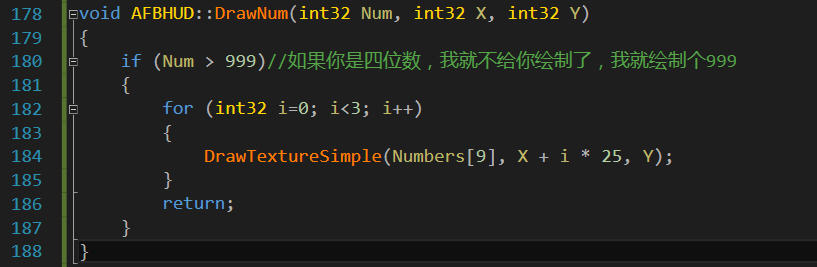 178 void AFBHUD::DrawNum(int32 Num, int32 X, int32 Y)
179 {
180 if (Num > 999)//如果你是四位数，我就不给你绘制了，我就绘制个999
181 {
182 for (int32 i=0; i<3; i++)
183 {
184 DrawTextureSimple(Numbers[9], X + i * 25, Y);
185 }
186 return;
187 }
188 }